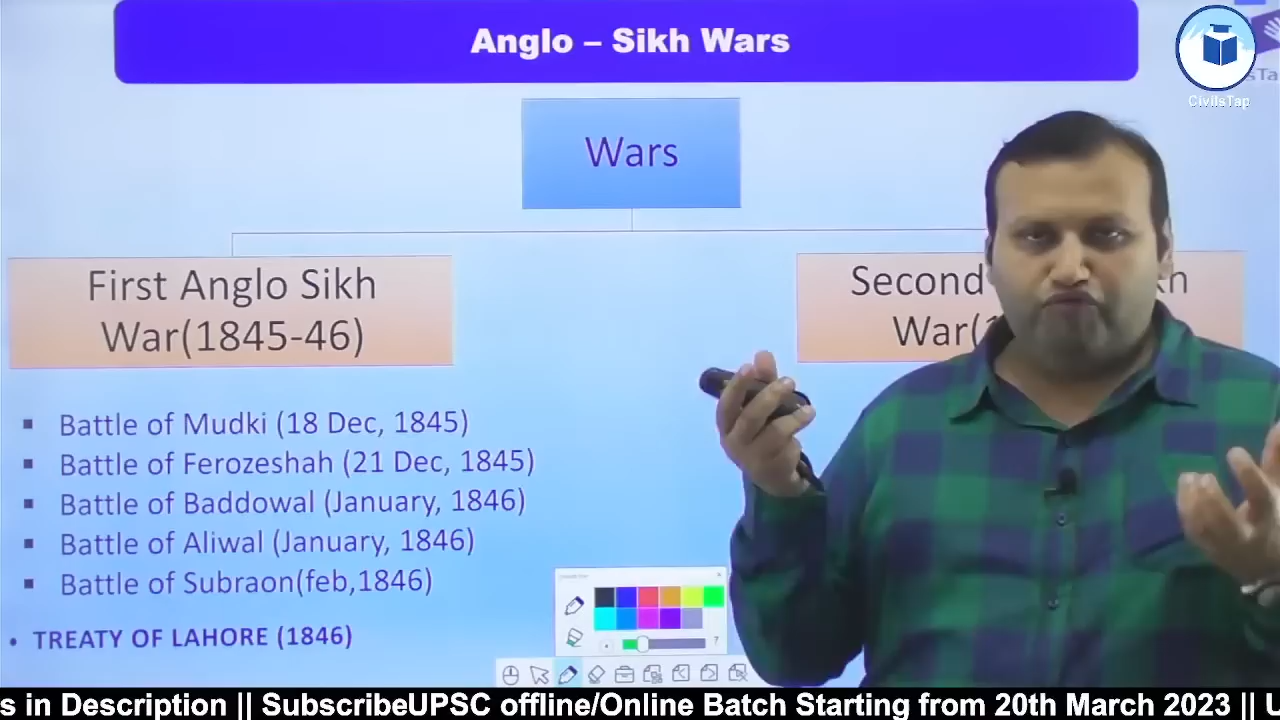 Anglo – Sikh Wars
CivilsTap
Wars
First Anglo Sikh
War(1845-46)
Second
War(
▪ Battle of Mudki (18 Dec, 1845)
▪ Battle of Ferozeshah (21 Dec, 1845)
▪ Battle of Baddowal (January, 1846)
▪ Battle of Aliwal (January, 1846)
▪ Battle of Subraon(feb,1846)
• TREATY OF LAHORE (1846)
?
s in Description || SubscribeUPSC offline/Online Batch Starting from 20th March 2023 || U